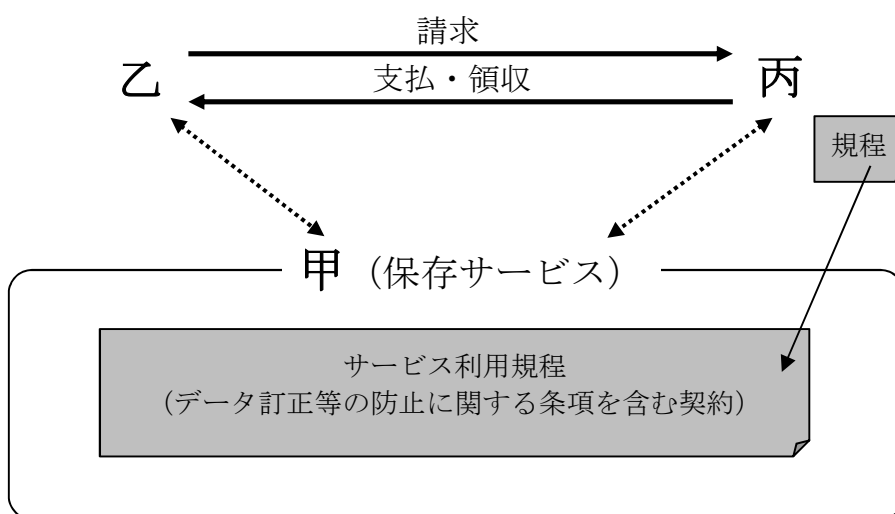 請求
乙
支払・領収
丙
規程
甲(保存サービス)
サービス利用規程
(データ訂正等の防止に関する条項を含む契約)